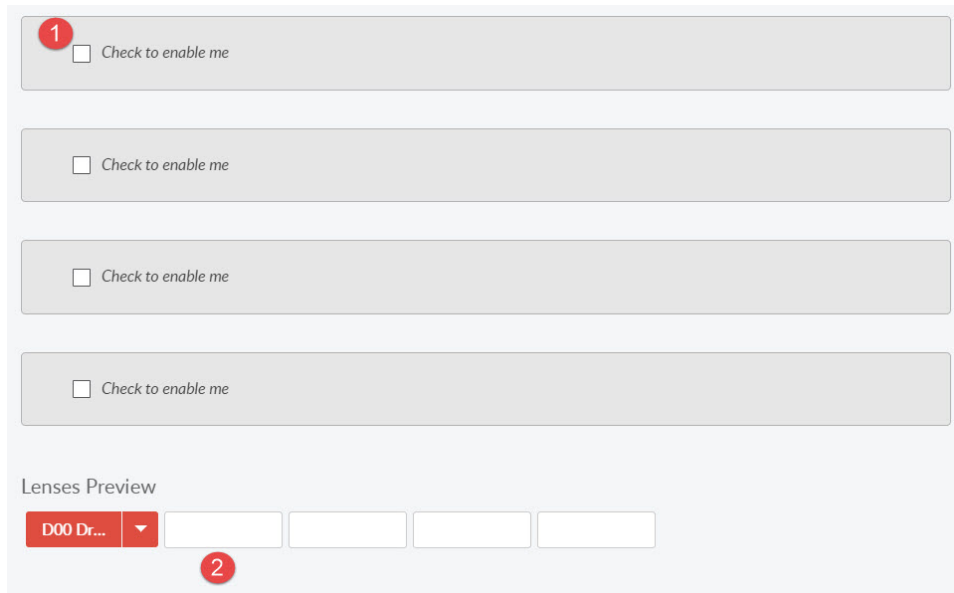 1
Check to enable me
Check to enable me
Check to enable me
Check to enable me
Lenses Preview
D00 Dr...
2